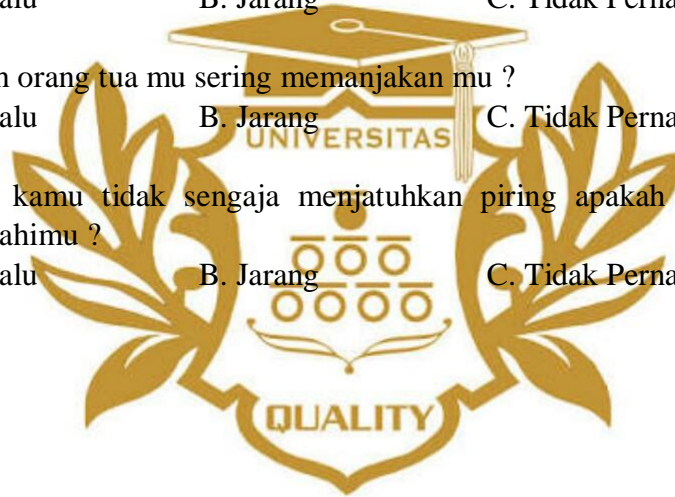 alu B. Jarang C. Tidak Perna
n orang tua mu sering memanjakan mu ?
alu B. Jarang C. Tidak Perna
UNIVERSITAS
kamu tidak sengaja menjatuhkan piring apakah
ahimu ?
alu B. Jarang C. Tidak Perna
QUALITY